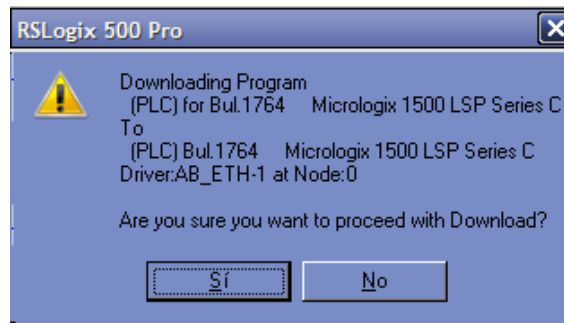 RSLogix 500 Pro
Downloading Program
(PLC) for Bul.1764 Micrologix 1500 LSP Series C
To
(PLC) Bul.1764 Micrologix 1500 LSP Series C
Driver:AB_ETH-1 at Node:0
Are you sure you want to proceed with Download?
Sí
No